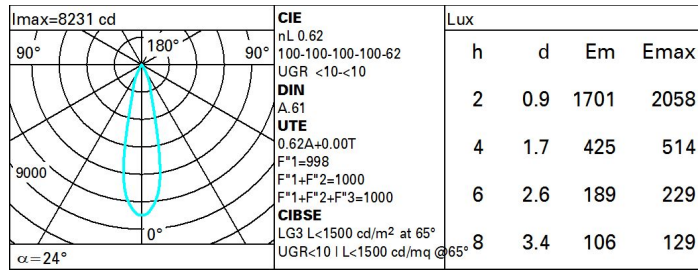 Imax=8231 cd
90°
180°
90°
9000
0°
α=24°
CIE
nL 0.62
100-100-100-100-62
UGR <10-<10
DIN
A.61
UTE
0.62A+0.00T
F"1=998
F"1+F"2=1000
F"1+F"2+F"3=1000
CIBSE
LG3 L<1500 cd/m² at 65°
UGR<10 | L<1500 cd/mq @65°
Lux
h d Em Emax
2 0.9 1701 2058
4 1.7 425 514
6 2.6 189 229
8 3.4 106 129